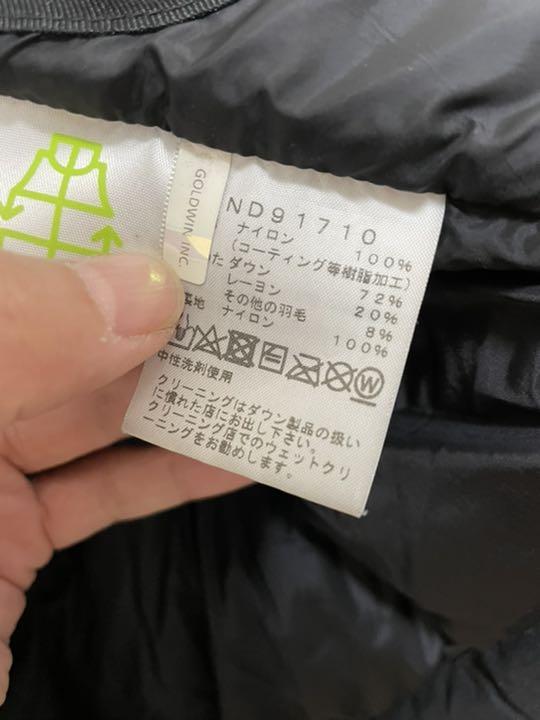 GOLDWIN INC.
ND91710
ナイロン 100%
(コーティング等樹脂加工)
た ダウン 72%
レーヨン 20%
その他の羽毛 8%
地 ナイロン 100%
W
中性洗剤使用
クリーニングはダウン製品の扱い
に慣れた店にお出し下さい。
クリーニング店でのウェットクリ
ーニングをお勧めします。